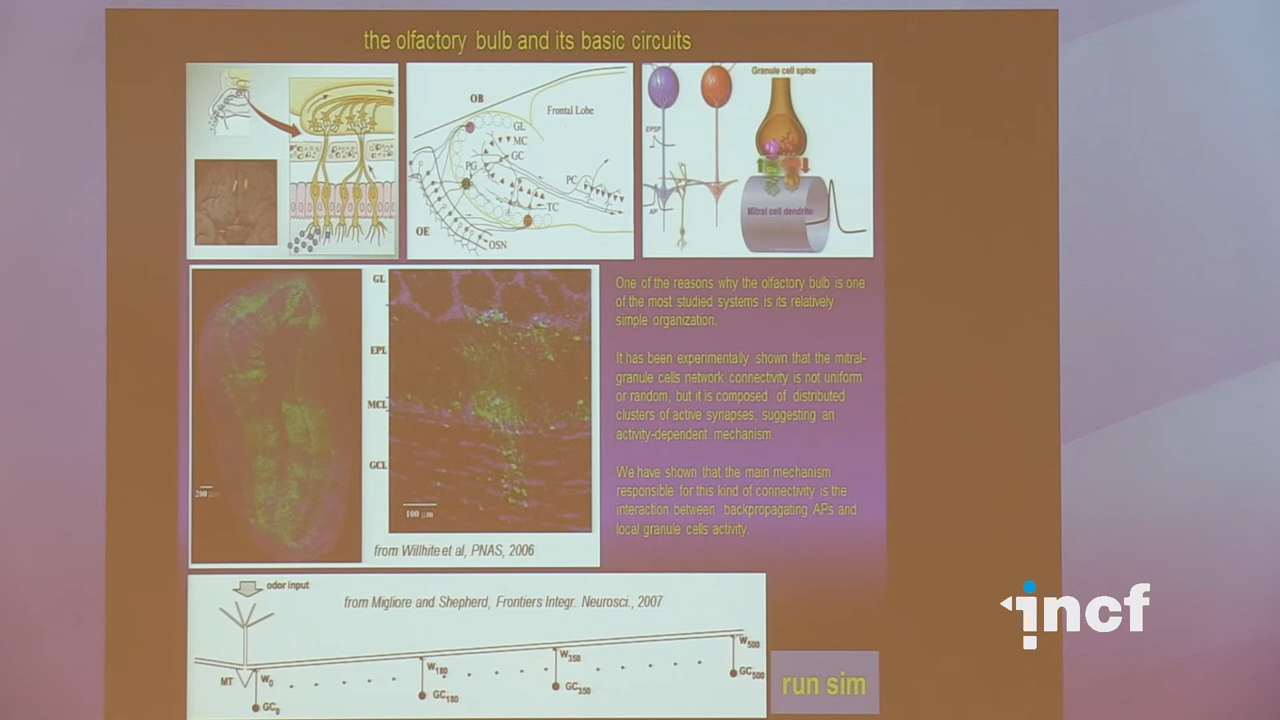 the olfactory bulb and its basic circuits
OB
Frontal Lobe
GL
MC
GC
PG
PC
TC
OE
OSN
Granule cell spine
EPSP
AP
Mitral cell dendrite
GL
EPL
MCL
GCL
200 µm
100 µm
from Willhite et al, PNAS, 2006
One of the reasons why the olfactory bulb is one
of the most studied systems is its relatively
simple organization.
It has been experimentally shown that the mitral-
granule cells network connectivity is not uniform
or random, but it is composed of distributed
clusters of active synapses, suggesting an
activity-dependent mechanism.
We have shown that the main mechanism
responsible for this kind of connectivity is the
interaction between backpropagating APs and
local granule cells activity.
odor input
from Migliore and Shepherd, Frontiers Integr. Neurosci., 2007
MT
W0
W180
W350
W500
GC0
GC180
GC350
GC500
run sim
incf